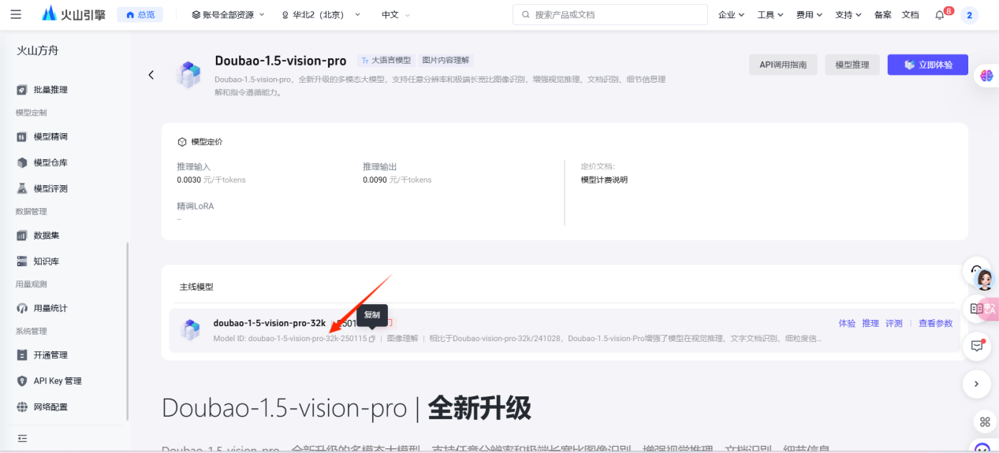 火山引擎
总览
账号全部资源
华北2（北京）
中文
搜索产品或文档
企业
工具
费用
支持
备案
文档
8
2
火山方舟
批量推理
模型定制
模型精调
模型仓库
模型评测
数据管理
数据集
知识库
用量观测
用量统计
系统管理
开通管理
API Key 管理
网络配置
Doubao-1.5-vision-pro
Tr 大语言模型
图片内容理解
Doubao-1.5-vision-pro，全新升级的多模态大模型，支持任意分辨率和极端长宽比图像识别，增强视觉推理、文档识别、细节信息理
解和指令遵循能力。
API调用指南
模型推理
立即体验
模型定价
推理输入
0.0030 元/千tokens
推理输出
0.0090 元/千tokens
定价文档:
模型计费说明
精调LoRA
--
主线模型
doubao-1-5-vision-pro-32k
复制
Model ID: doubao-1-5-vision-pro-32k-250115 | 图像理解 | 相比于Doubao-vision-pro-32k/241028，Doubao-1.5-vision-Pro增强了模型在视觉推理、文字文档识别、细粒度信...
体验 推理 评测 | 查看参数
Doubao-1.5-vision-pro | 全新升级
Doubao-1.5-vision-pro，全新升级的多模态大模型，支持任意分辨率和极端长宽比图像识别，增强视觉推理、文档识别、细节信息